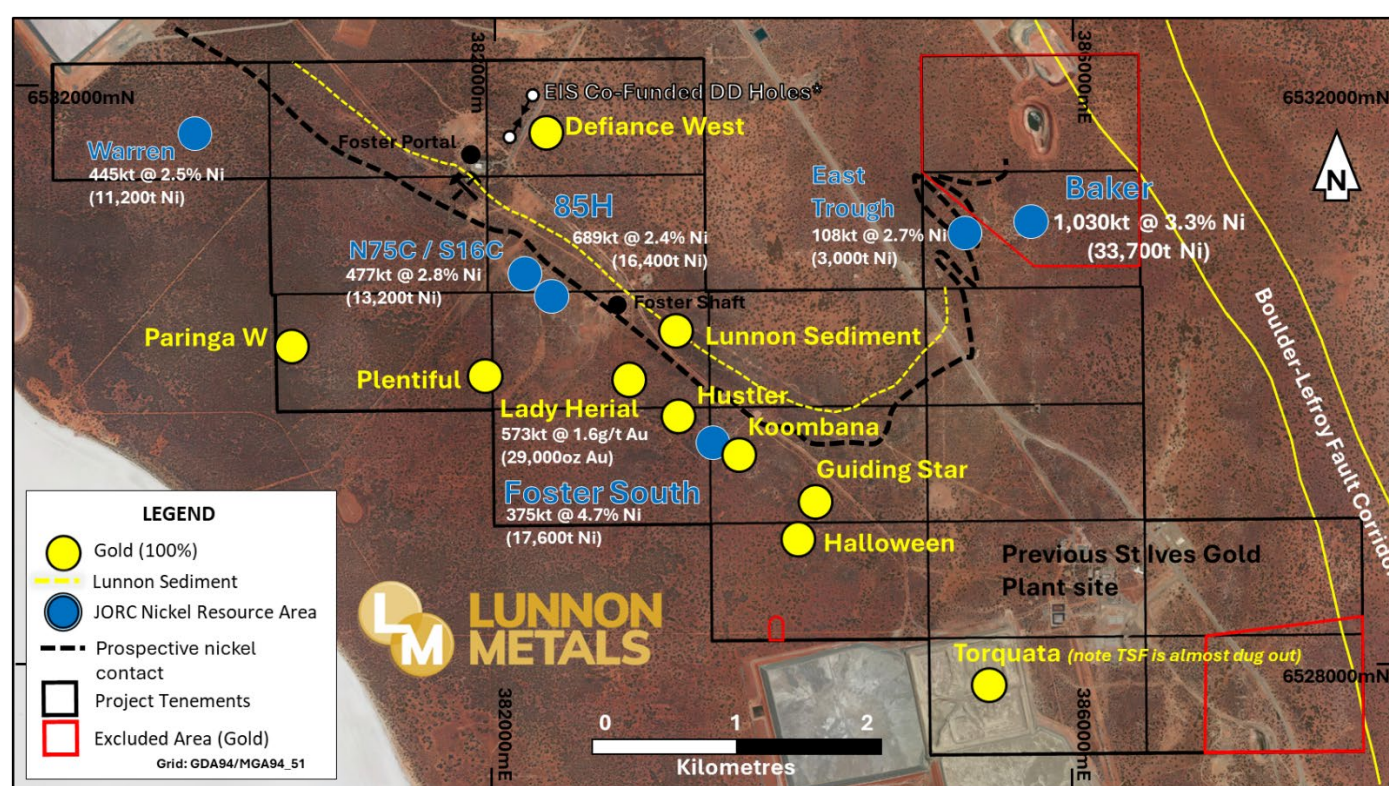 382000m
386000mE
6532000mN
6532000mN
EIS Co-Funded DD Holes*
Defiance West
Foster Portal
Warren
445kt @ 2.5% Ni
(11,200t Ni)
N
East
Trough
108kt @ 2.7% Ni
(3,000t Ni)
Baker
1,030kt @ 3.3% Ni
(33,700t Ni)
85H
689kt @ 2.4% Ni
(16,400t Ni)
N75C / S16C
477kt @ 2.8% Ni
(13,200t Ni)
Foster Shaft
Boulder-Lefroy Fault Corridor
Paringa W
Lunnon Sediment
Plentiful
Lady Herial
573kt @ 1.6g/t Au
(29,000oz Au)
Hustler
Koombana
Guiding Star
Foster South
375kt @ 4.7% Ni
(17,600t Ni)
Halloween
Previous St Ives Gold
Plant site
LEGEND
Gold (100%)
Lunnon Sediment
JORC Nickel Resource Area
Prospective nickel
contact
Project Tenements
Excluded Area (Gold)
Grid: GDA94/MGA94_51
LM
LUNNON
METALS
Torquata (note TSF is almost dug out)
6528000mN
382000mE
386000mE
0 1 2
Kilometres